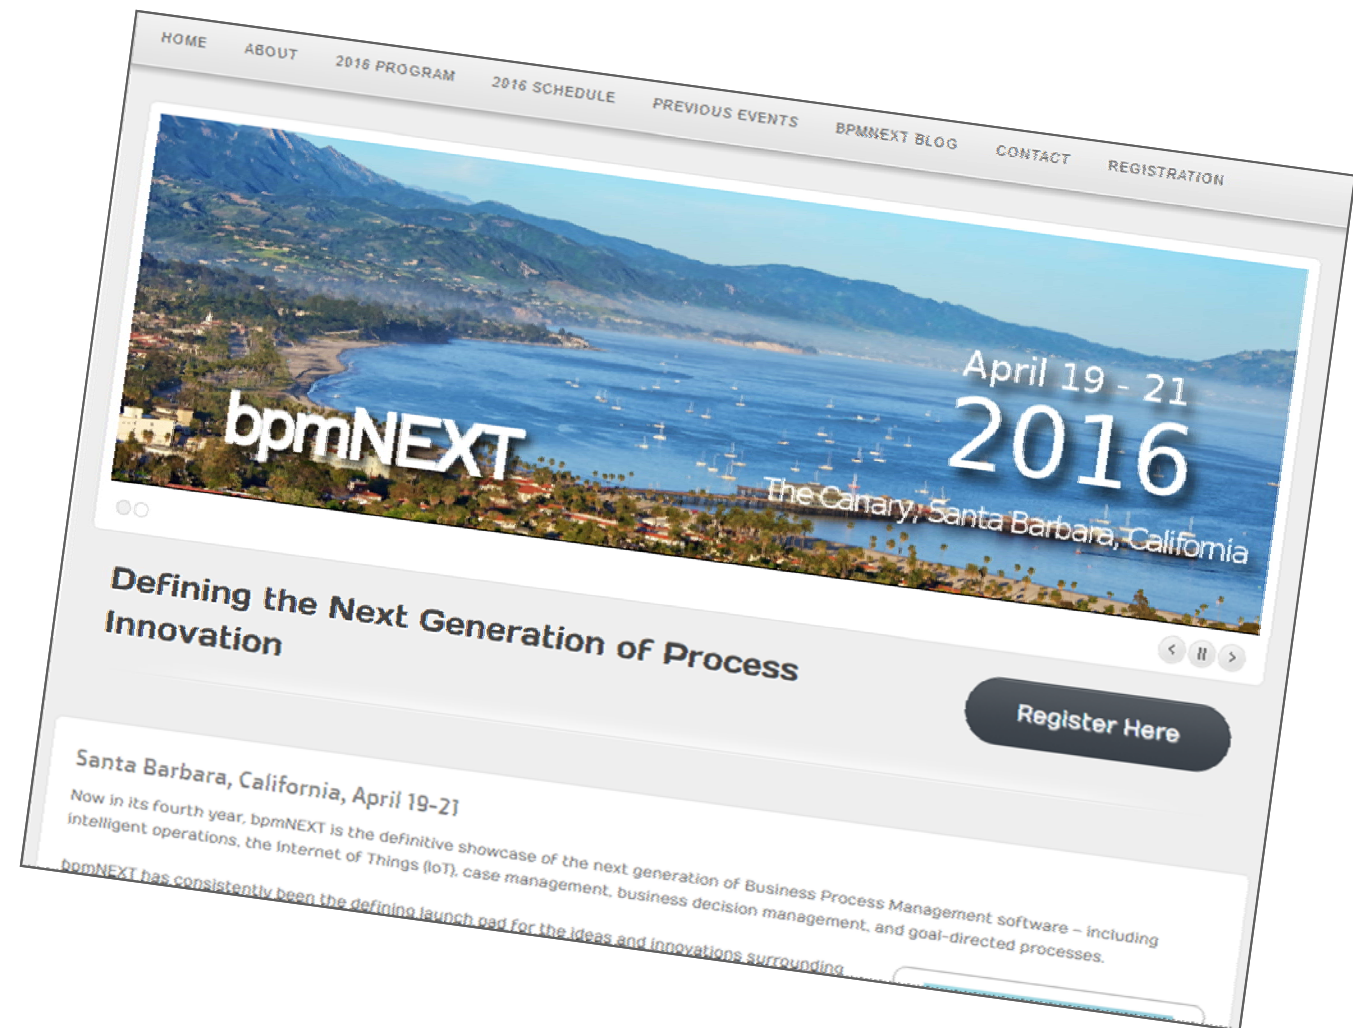 HOME ABOUT 2016 PROGRAM 2016 SCHEDULE PREVIOUS EVENTS BPMNEXT BLOG CONTACT REGISTRATION
April 19 - 21
2016
bpmNEXT
The Canary, Santa Barbara, California
Defining the Next Generation of Process
Innovation
Register Here
Santa Barbara, California, April 19-21
Now in its fourth year, bpmNEXT is the definitive showcase of the next generation of Business Process Management software – including
intelligent operations, the Internet of Things (IoT), case management, business decision management, and goal-directed processes.
bpmNEXT has consistently been the defining launch pad for the ideas and innovations surrounding